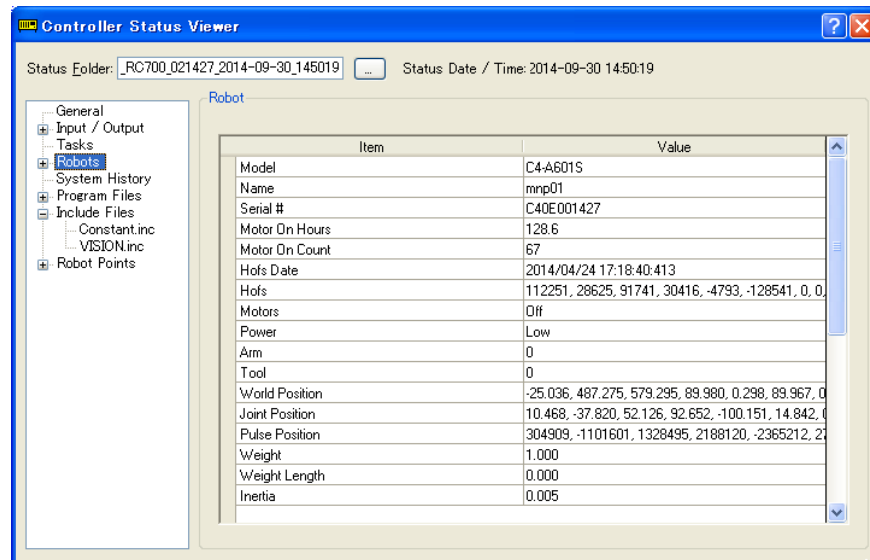 Controller Status Viewer
Status Folder: _RC700_021427_2014-09-30_145019 ... Status Date / Time: 2014-09-30 14:50:19
General
Input / Output
Tasks
Robots
System History
Program Files
Include Files
Constant.inc
VISION.inc
Robot Points
Robot
Item Value
Model C4-A601S
Name mnp01
Serial # C40E001427
Motor On Hours 128.6
Motor On Count 67
Hofs Date 2014/04/24 17:18:40:413
Hofs 112251, 28625, 91741, 30416, -4793, -128541, 0, 0,
Motors Off
Power Low
Arm 0
Tool 0
World Position -25.036, 487.275, 579.295, 89.980, 0.298, 89.967, 0
Joint Position 10.468, -37.820, 52.126, 92.652, -100.151, 14.842,
Pulse Position 304909, -1101601, 1328495, 2188120, -2365212,
Weight 1.000
Weight Length 0.000
Inertia 0.005